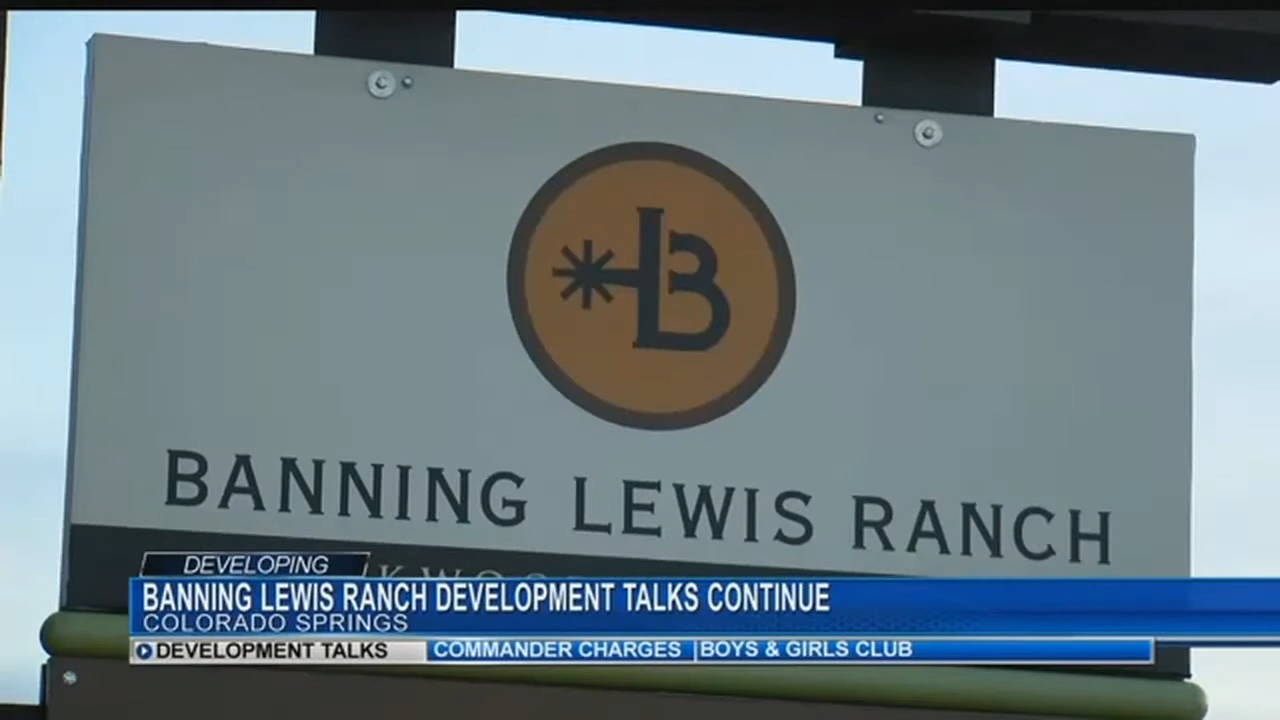 B
BANNING LEWIS RANCH
DEVELOPING
BANNING LEWIS RANCH DEVELOPMENT TALKS CONTINUE
COLORADO SPRINGS
DEVELOPMENT TALKS COMMANDER CHARGES BOYS & GIRLS CLUB